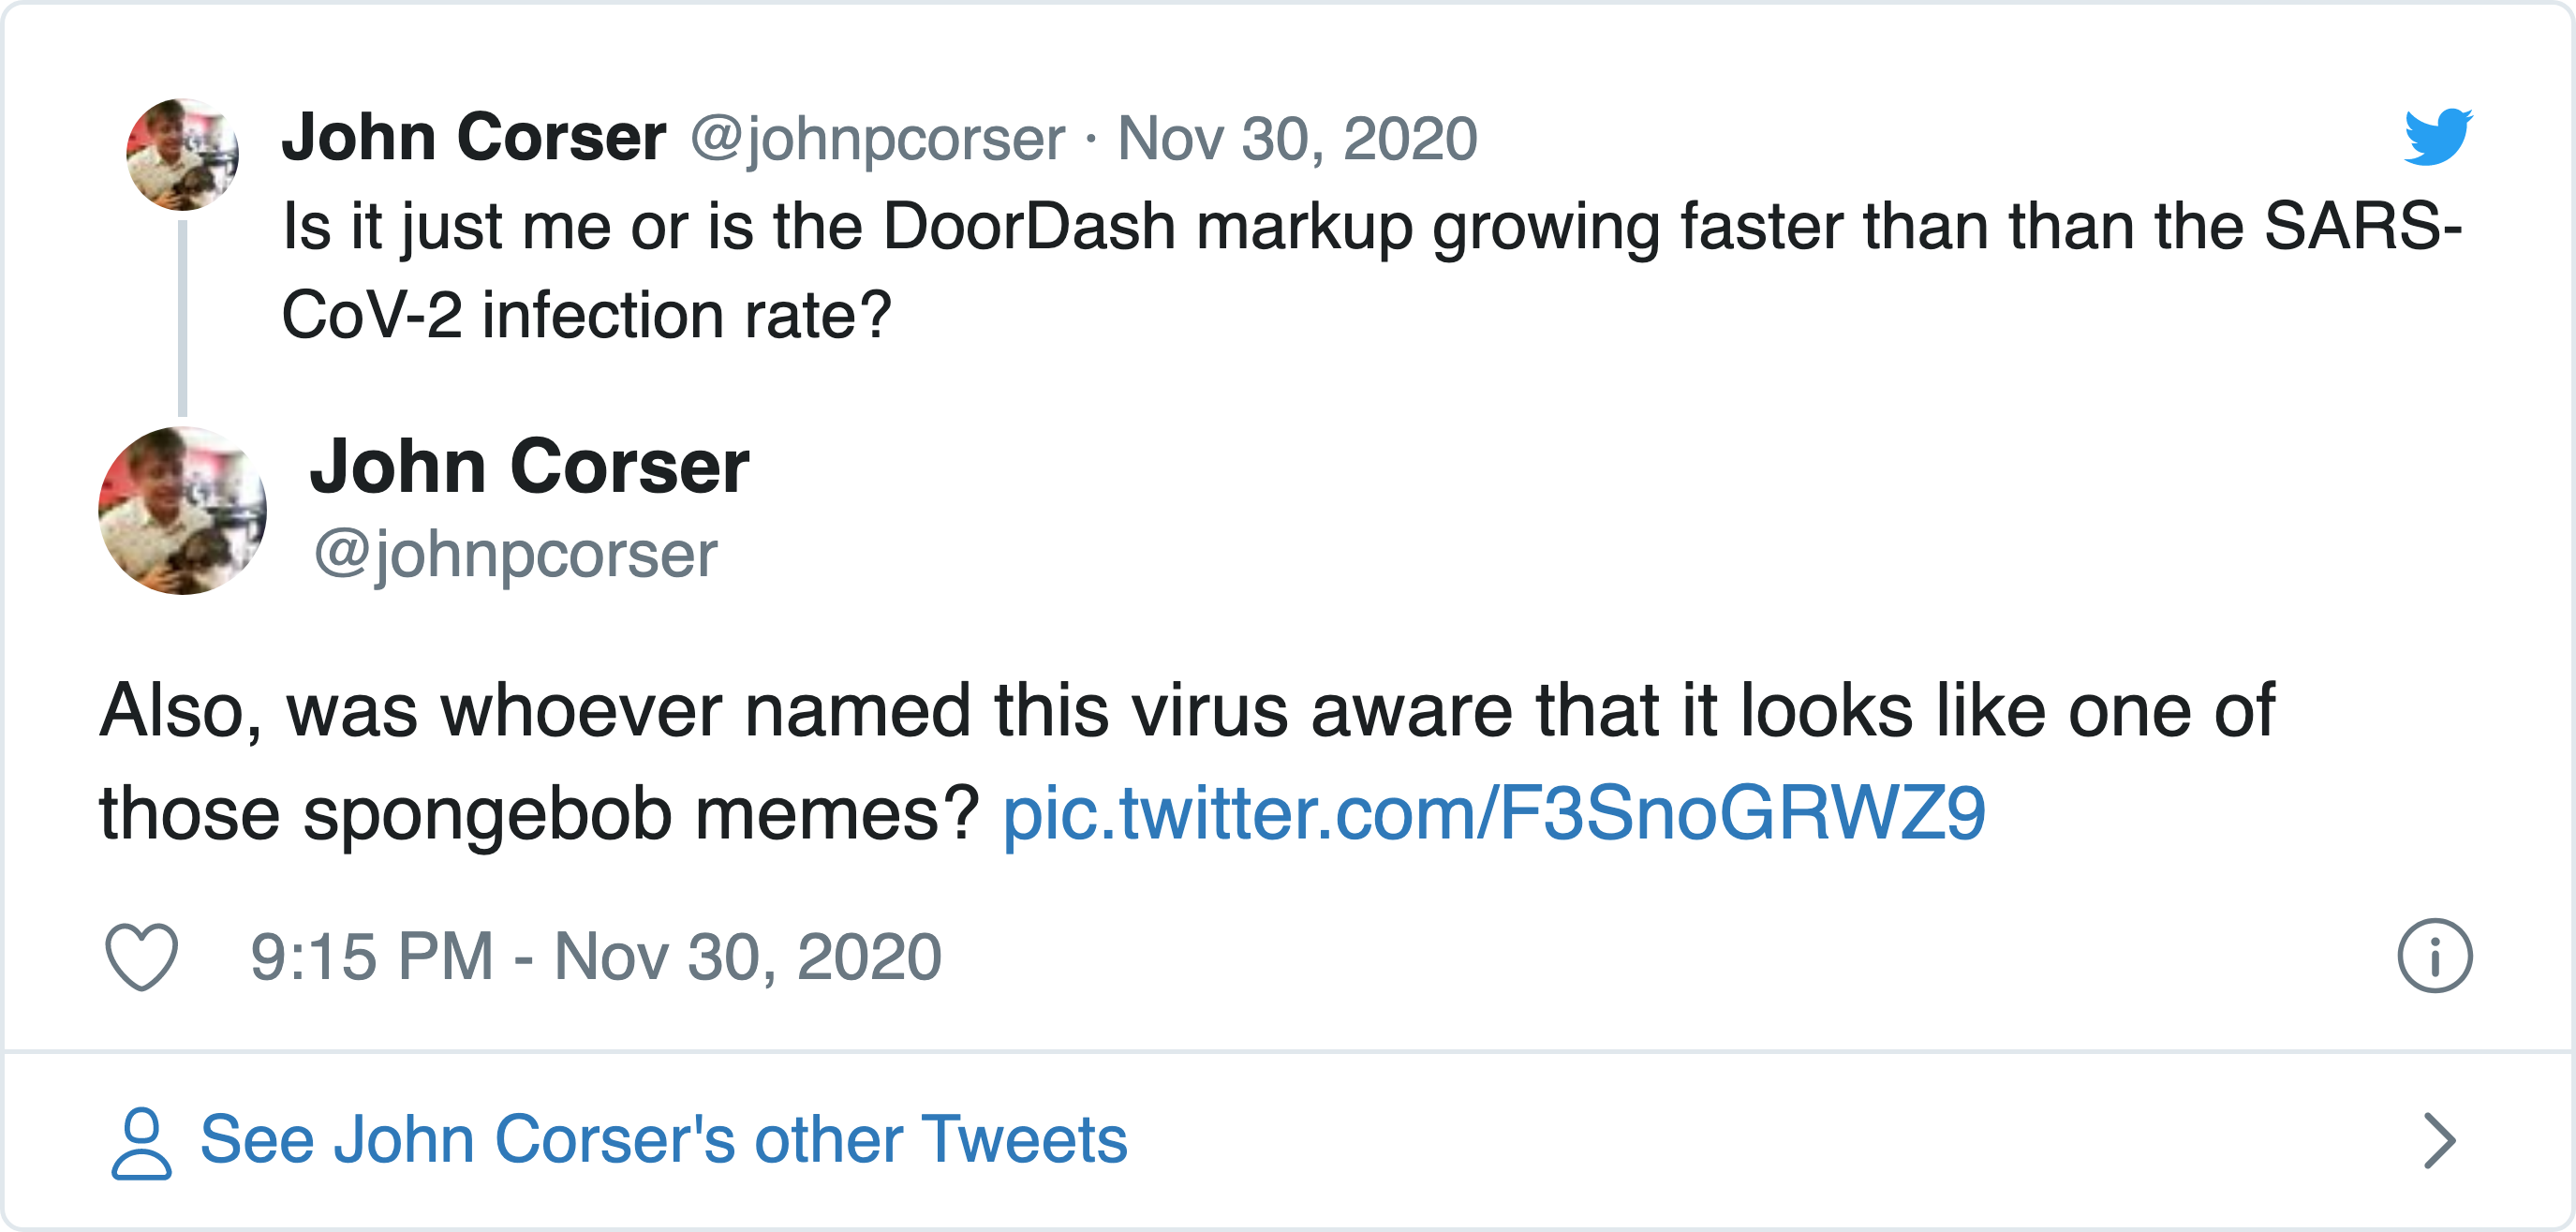 John Corser @johnpcorser · Nov 30, 2020
Is it just me or is the DoorDash markup growing faster than than the SARS-
CoV-2 infection rate?
John Corser
@johnpcorser
Also, was whoever named this virus aware that it looks like one of
those spongebob memes? pic.twitter.com/F3SnoGRWZ9
9:15 PM - Nov 30, 2020
See John Corser's other Tweets